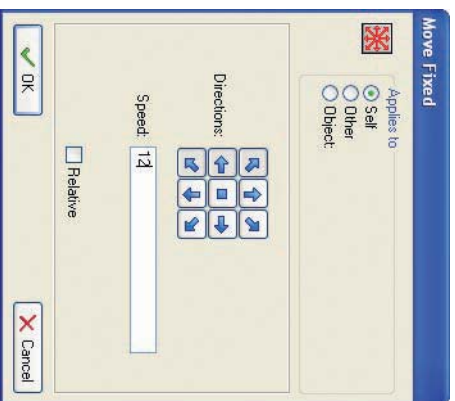 Move Fixed
Applies to
Self
Other
Object:
Directions:
Speed: 12
Relative
OK
Cancel